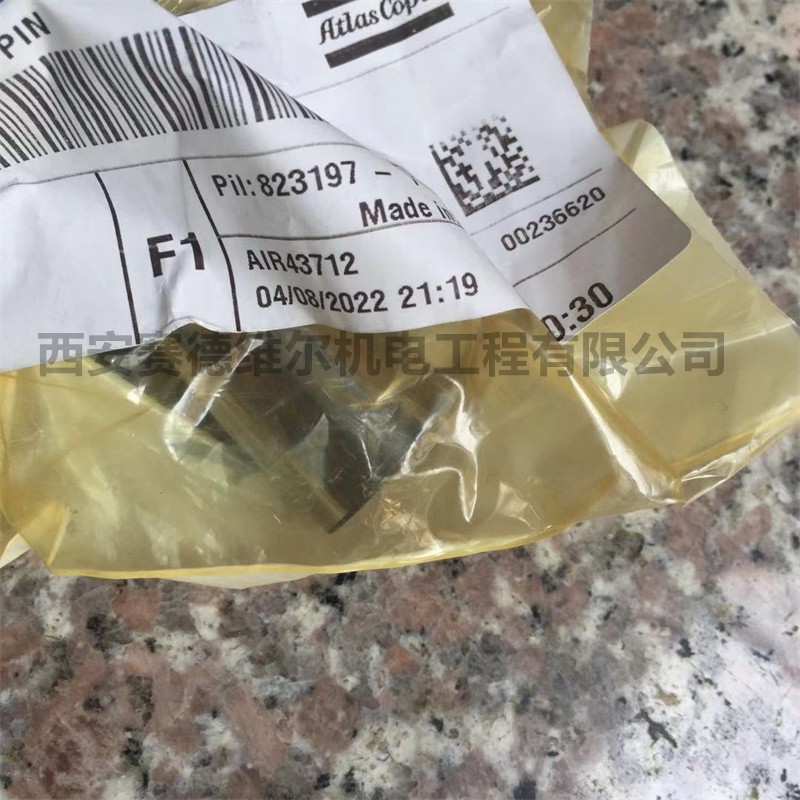 PIN
Atlas Cop
Pil:823197 -
Made in
00236620
F1
AIR43712
04/08/2022 21:19
0:30
西安赛德维尔机电工程有限公司